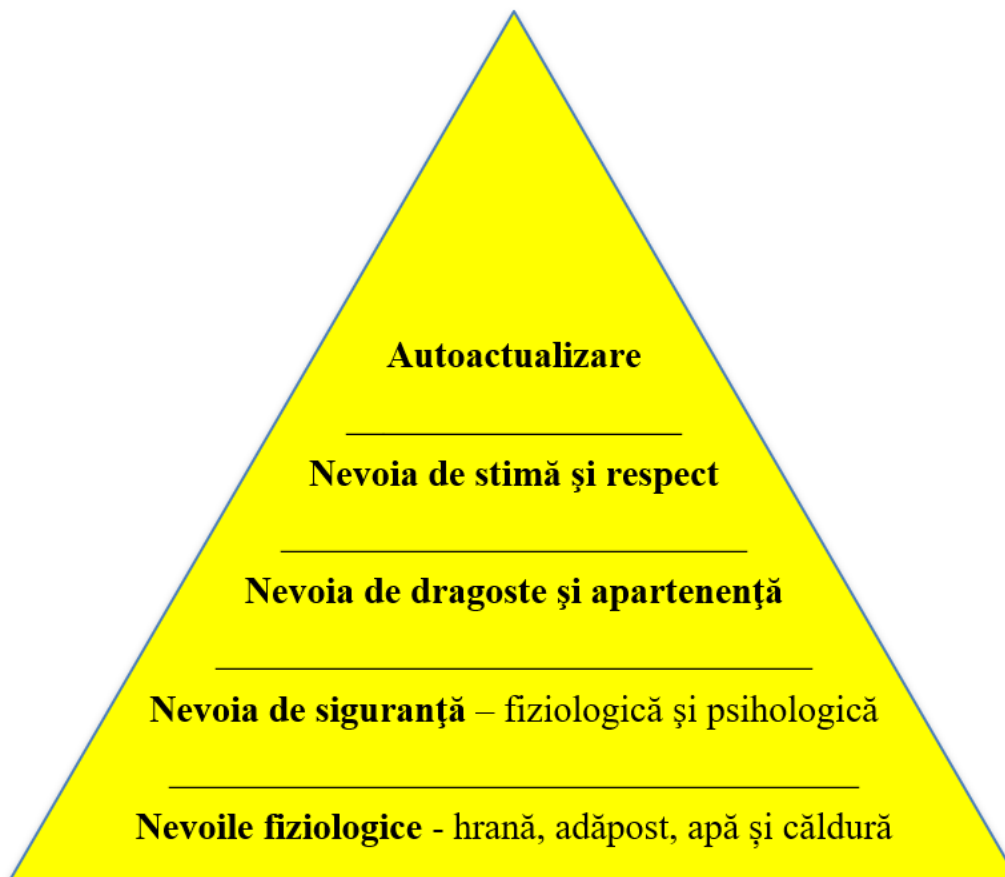 Autoactualizare
Nevoia de stimă şi respect
Nevoia de dragoste şi apartenenţă
Nevoia de siguranţă – fiziologică şi psihologică
Nevoile fiziologice - hrană, adăpost, apă și căldură